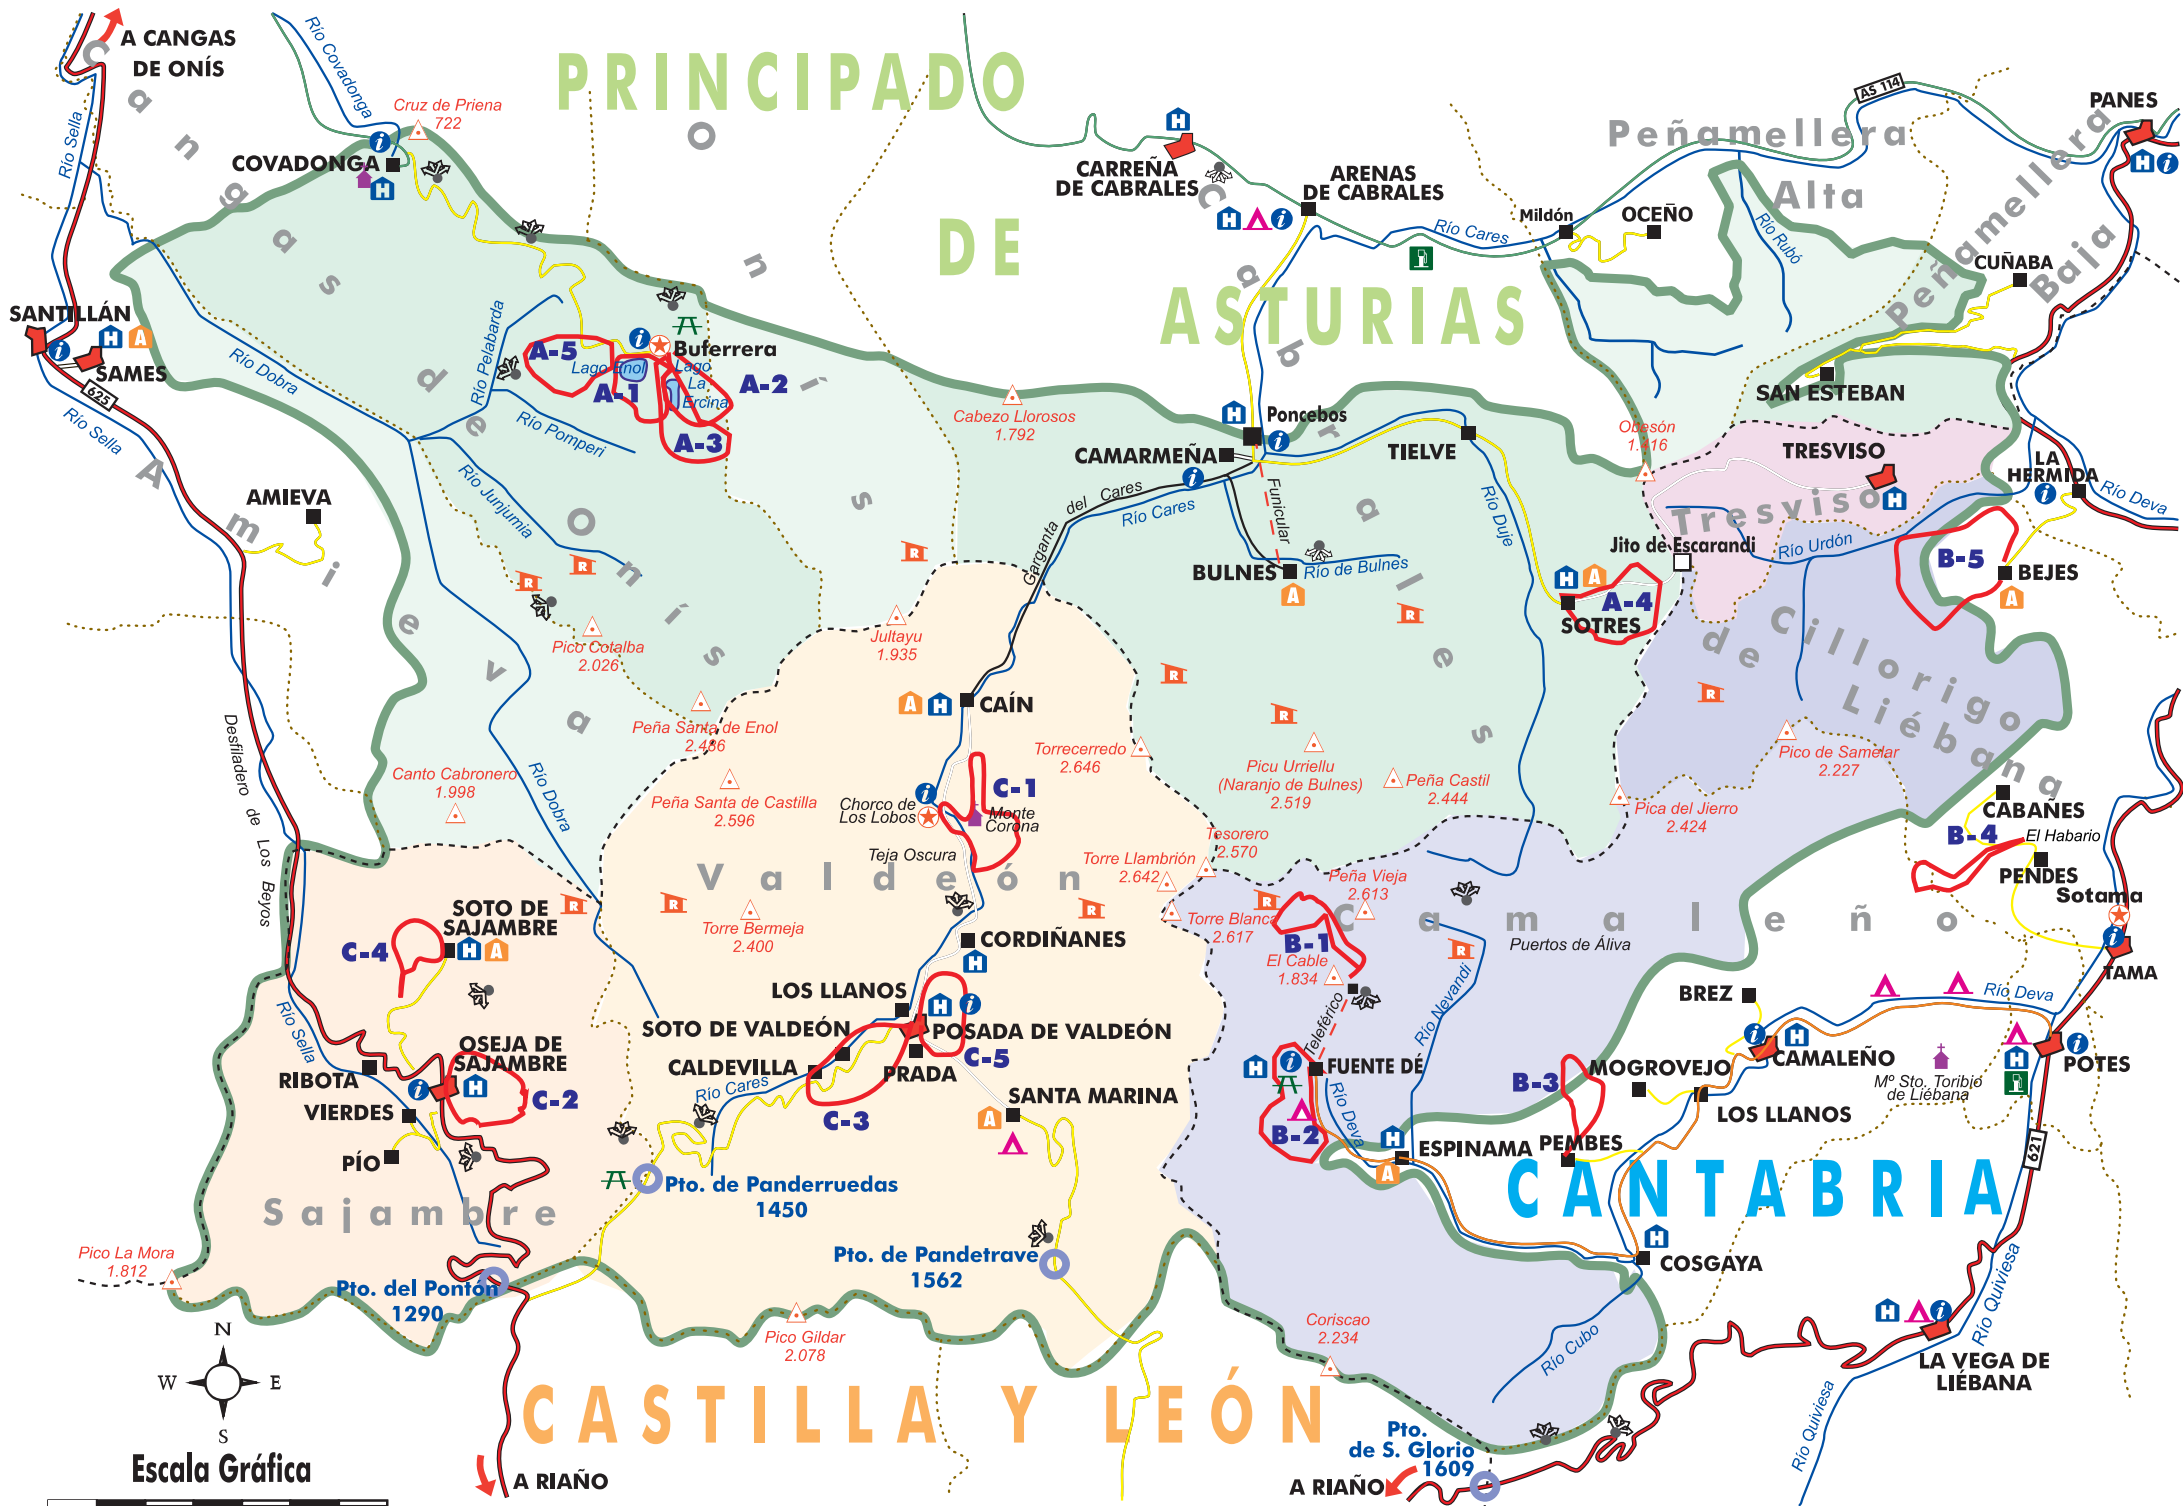 A CANGAS
DE ONÍS
PRINCIPADO
DE
ASTURIAS
CANTABRIA
CASTILLA Y LEÓN
Cangas de Onís
Onís
Cabrales
Peñamellera
Alta
Peñamellera
Baja
Amieva
Tresviso
Cillorigo
de Liébana
Camaleño
Valdeón
Sajambre
Río Covadonga
Río Sella
Cruz de Priena
722
COVADONGA
CARREÑA
DE CABRALES
ARENAS
DE CABRALES
AS 114
PANES
Mildón
OCEÑO
Río Cares
Río Rubó
CUÑABA
SANTILLÁN
SAMES
625
Río Sella
Río Dobra
Río Pelabarda
A-5
Buferrera
Lago Enol
Lago
La
Ercina
A-1
A-2
A-3
Río Pomperi
Río Junjumia
Cabezo Llorosos
1.792
Poncebos
CAMARMEÑA
TIELVE
Obesón
1.416
SAN ESTEBAN
TRESVISO
LA
HERMIDA
Río Deva
AMIEVA
Garganta del Cares
Río Cares
Funicular
Río Duje
BULNES
Río de Bulnes
Jito de Escarandi
Río Urdón
B-5
BEJES
A-4
SOTRES
R
R
R
R
R
R
R
R
R
R
R
R
Pico Cotalba
2.026
Jultayu
1.935
Peña Santa de Enol
2.486
Canto Cabronero
1.998
Peña Santa de Castilla
2.596
Río Dobra
Desfiladero de Los Beyos
CAÍN
C-1
Chorco de
Los Lobos
Monte
Corona
Teja Oscura
Torrecerredo
2.646
Picu Urriellu
(Naranjo de Bulnes)
2.519
Peña Castil
2.444
Pico de Samelar
2.227
Pica del Jierro
2.424
CABAÑES
B-4
El Habario
PENDES
Sotama
TAMA
Torre Llambrión
2.642
Tesorero
2.570
Torre Blanca
2.617
Peña Vieja
2.613
B-1
El Cable
1.834
Puertos de Áliva
Río Nevandi
Teleférico
Torre Bermeja
2.400
SOTO DE
SAJAMBRE
C-4
CORDIÑANES
LOS LLANOS
SOTO DE VALDEÓN
POSADA DE VALDEÓN
C-5
CALDEVILLA
PRADA
Río Cares
C-3
SANTA MARINA
OSEJA DE
SAJAMBRE
C-2
RIBOTA
VIERDES
PÍO
Río Sella
FUENTE DÉ
B-2
Río Deva
ESPINAMA
B-3
PEMBES
MOGROVEJO
BREZ
CAMALEÑO
LOS LLANOS
Río Deva
Mº Sto. Toribio
de Liébana
POTES
621
Pto. de Panderruedas
1450
Pto. de Pandetrave
1562
Pto. del Pontón
1290
Pico La Mora
1.812
Pico Gildar
2.078
Coriscao
2.234
COSGAYA
Río Cubo
Río Quiviesa
LA VEGA DE
LIÉBANA
Río Quiviesa
Pto.
de S. Glorio
1609
A RIAÑO
A RIAÑO
N
W E
S
Escala Gráfica